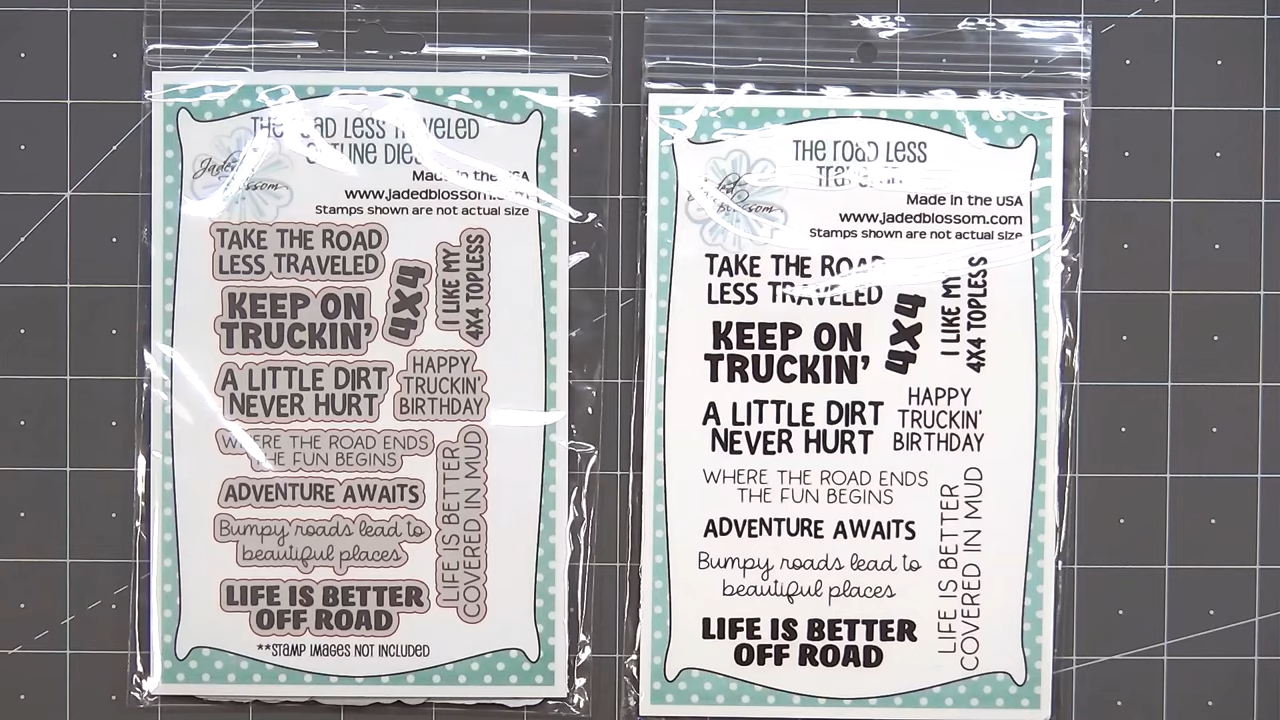 THE ROAD LESS TRAVELED
OUTLINE DIES
Jaded
Blossom
Made in the USA
www.jadedblossom.com
Stamps shown are not actual size
TAKE THE ROAD
LESS TRAVELED
4X4
I LIKE MY
4X4 TOPLESS
KEEP ON
TRUCKIN'
A LITTLE DIRT
NEVER HURT
HAPPY
TRUCKIN'
BIRTHDAY
WHERE THE ROAD ENDS
THE FUN BEGINS
ADVENTURE AWAITS
Bumpy roads lead to
beautiful places
LIFE IS BETTER
COVERED IN MUD
LIFE IS BETTER
OFF ROAD
**STAMP IMAGES NOT INCLUDED
THE ROAD LESS
TRAVELED
Jaded
Blossom
Made in the USA
www.jadedblossom.com
Stamps shown are not actual size
TAKE THE ROAD
LESS TRAVELED
4X4
I LIKE MY
4X4 TOPLESS
KEEP ON
TRUCKIN'
A LITTLE DIRT
NEVER HURT
HAPPY
TRUCKIN'
BIRTHDAY
WHERE THE ROAD ENDS
THE FUN BEGINS
ADVENTURE AWAITS
Bumpy roads lead to
beautiful places
LIFE IS BETTER
COVERED IN MUD
LIFE IS BETTER
OFF ROAD